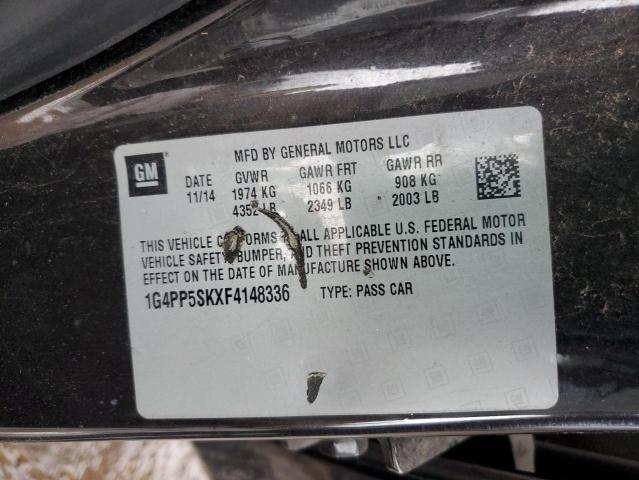 MFD BY GENERAL MOTORS LLC
GM
DATE GVWR GAWR FRT GAWR RR
11/14 1974 KG 1066 KG 908 KG
4352 LB 2349 LB 2003 LB
THIS VEHICLE CONFORMS ALL APPLICABLE U.S. FEDERAL MOTOR
VEHICLE SAFETY, BUMPER, AND THEFT PREVENTION STANDARDS IN
EFFECT ON THE DATE OF MANUFACTURE SHOWN ABOVE.
1G4PP5SKXF4148336 TYPE: PASS CAR